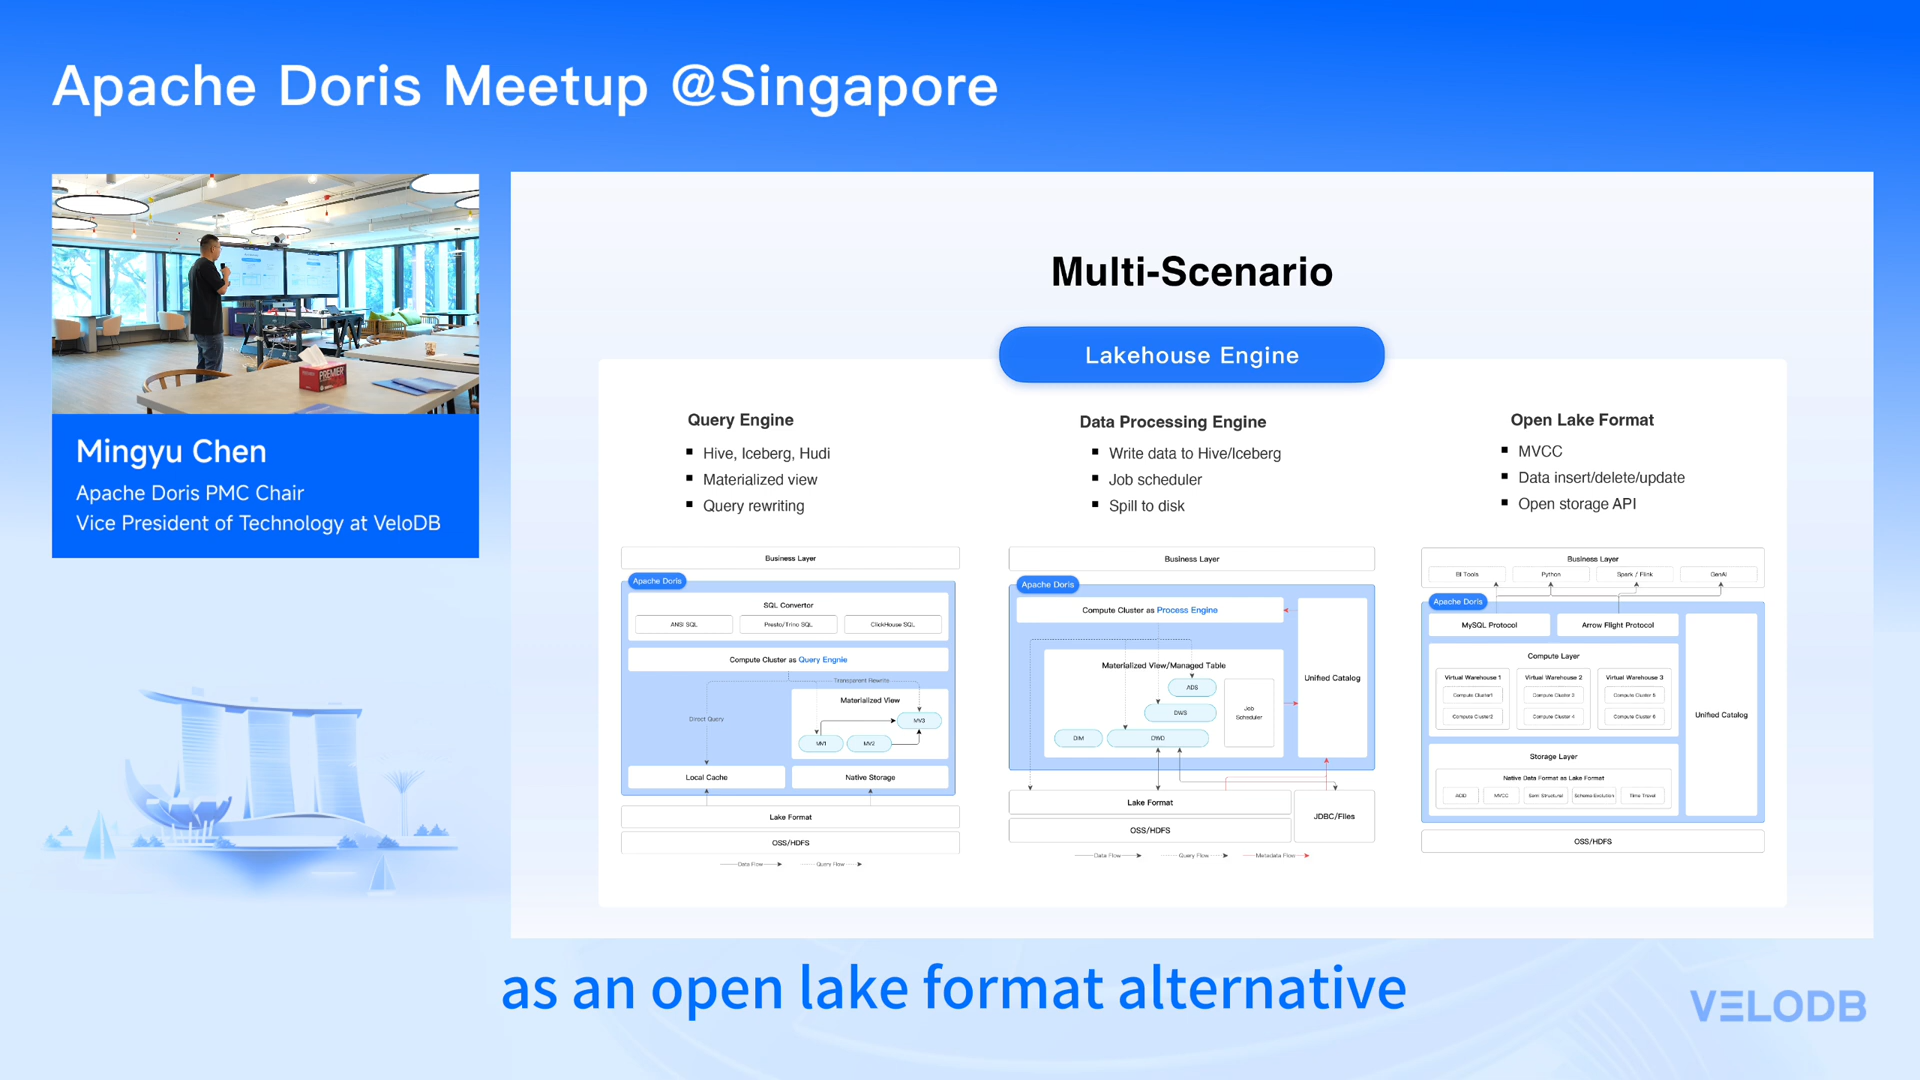 Apache Doris Meetup @Singapore
PREMIER
Mingyu Chen
Apache Doris PMC Chair
Vice President of Technology at VeloDB
Multi-Scenario
Lakehouse Engine
Query Engine
Hive, Iceberg, Hudi
Materialized view
Query rewriting
Business Layer
Apache Doris
SQL Convertor
ANSI SQL
Presto/Trino SQL
ClickHouse SQL
Compute Cluster as Query Engnie
Transparent Rewrite
Direct Query
Materialized View
MV1
MV2
MV3
Local Cache
Native Storage
Lake Format
OSS/HDFS
Data Flow
Query Flow
Data Processing Engine
Write data to Hive/Iceberg
Job scheduler
Spill to disk
Business Layer
Apache Doris
Compute Cluster as Process Engine
Materialized View/Managed Table
ADS
DWS
DIM
DWD
Job
Scheduler
Unified Catalog
Lake Format
OSS/HDFS
JDBC/Files
Data Flow
Query Flow
Metadata Flow
Open Lake Format
MVCC
Data insert/delete/update
Open storage API
Business Layer
BI Tools
Python
Spark / Flink
GenAI
Apache Doris
MySQL Protocol
Arrow Flight Protocol
Compute Layer
Virtual Warehouse 1
Virtual Warehouse 2
Virtual Warehouse 3
Compute Cluster1
Compute Cluster 3
Compute Cluster 5
Compute Cluster2
Compute Cluster 4
Compute Cluster 6
Unified Catalog
Storage Layer
Native Data Format as Lake Format
ACID
MVCC
Semi Structural
Schema Evolution
Time Travel
OSS/HDFS
as an open lake format alternative
VELODB